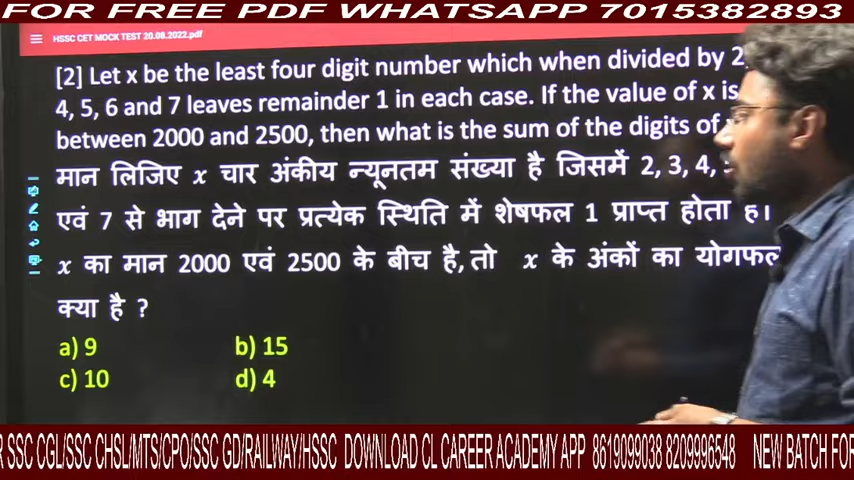 FOR FREE PDF WHATSAPP 7015382893
HSSC CET MOCK TEST 20.08.2022.pdf
[2] Let x be the least four digit number which when divided by 2,
4, 5, 6 and 7 leaves remainder 1 in each case. If the value of x is
between 2000 and 2500, then what is the sum of the digits of
मान लिजिए x चार अंकीय न्यूनतम संख्या है जिसमें 2, 3, 4,
एवं 7 से भाग देने पर प्रत्येक स्थिति में शेषफल 1 प्राप्त होता है।
x का मान 2000 एवं 2500 के बीच है, तो x के अंकों का योगफल
क्या है ?
a) 9 b) 15
c) 10 d) 4
R SSC CGL/SSC CHSL/MTS/CPO/SSC GD/RAILWAY/HSSC DOWNLOAD CL CAREER ACADEMY APP 8619099038 8209996548 NEW BATCH FOR